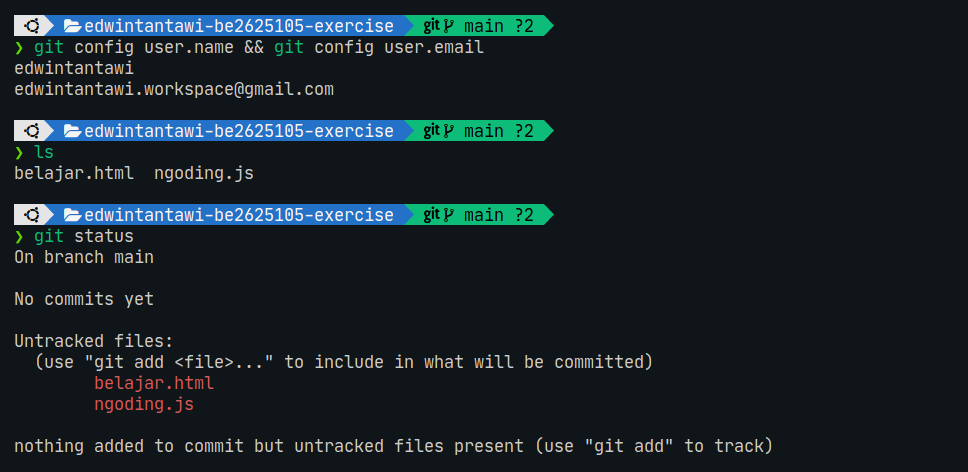 edwintantawi-be2625105-exercise git main ?2
❯ git config user.name && git config user.email
edwintantawi
edwintantawi.workspace@gmail.com
edwintantawi-be2625105-exercise git main ?2
❯ ls
belajar.html  ngoding.js
edwintantawi-be2625105-exercise git main ?2
❯ git status
On branch main
No commits yet
Untracked files:
  (use "git add <file>..." to include in what will be committed)
        belajar.html
        ngoding.js
nothing added to commit but untracked files present (use "git add" to track)